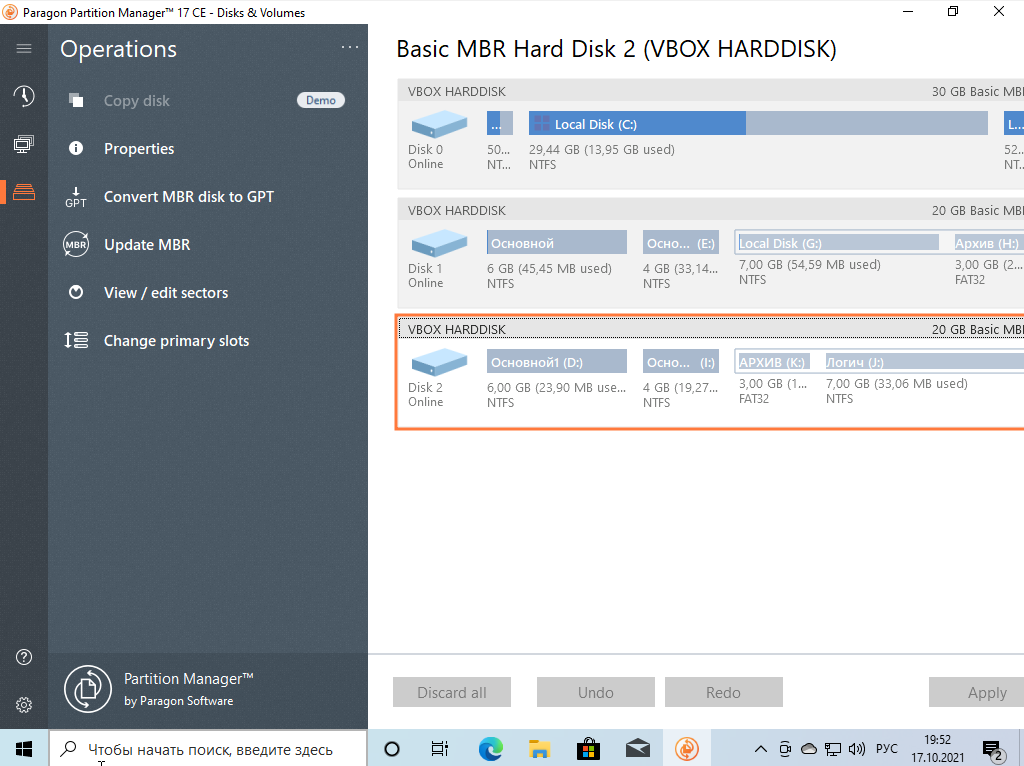 Paragon Partition Manager™ 17 CE - Disks & Volumes
Operations
...
Copy disk
Demo
Properties
GPT
Convert MBR disk to GPT
MBR
Update MBR
View / edit sectors
Change primary slots
Partition Manager™
by Paragon Software
Basic MBR Hard Disk 2 (VBOX HARDDISK)
VBOX HARDDISK
30 GB Basic MB
Disk 0
Online
...
50...
NT...
Local Disk (C:)
29,44 GB (13,95 GB used)
NTFS
L...
52...
NT...
VBOX HARDDISK
20 GB Basic MB
Disk 1
Online
Основной
6 GB (45,45 MB used)
NTFS
Осно... (E:)
4 GB (33,14...
NTFS
Local Disk (G:)
7,00 GB (54,59 MB used)
NTFS
Архив (H:)
3,00 GB (2...
FAT32
VBOX HARDDISK
20 GB Basic MB
Disk 2
Online
Основной1 (D:)
6,00 GB (23,90 MB use...
NTFS
Осно... (I:)
4 GB (19,27...
NTFS
АРХИВ (K:)
3,00 GB (1...
FAT32
Логич (J:)
7,00 GB (33,06 MB used)
NTFS
Discard all
Undo
Redo
Apply
Чтобы начать поиск, введите здесь
РУС
19:52
17.10.2021
2